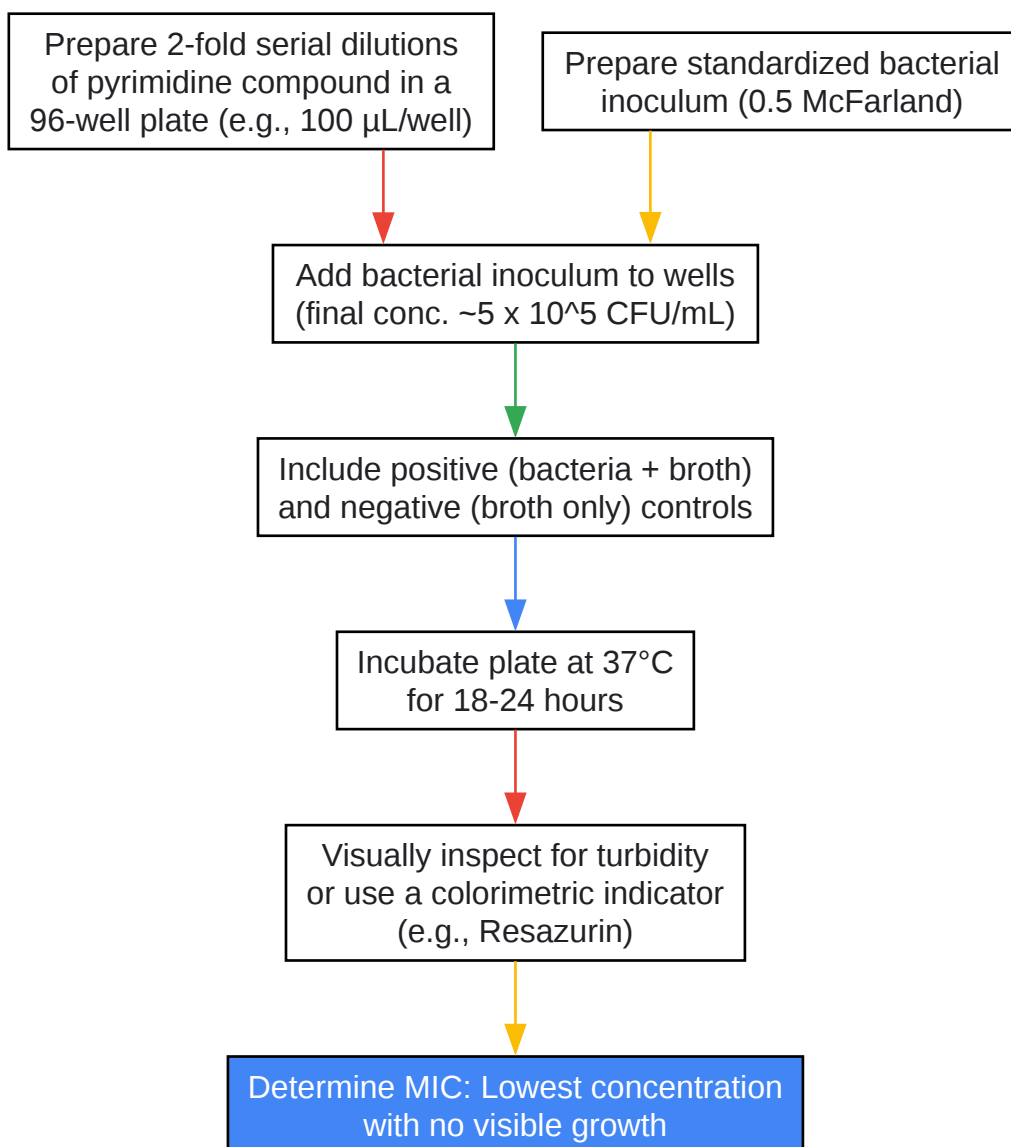 Prepare 2-fold serial dilutions
of pyrimidine compound in a
96-well plate (e.g., 100 µL/well)
Prepare standardized bacterial
inoculum (0.5 McFarland)
Add bacterial inoculum to wells
(final conc. ~5 x 10^5 CFU/mL)
Include positive (bacteria + broth)
and negative (broth only) controls
Incubate plate at 37°C
for 18-24 hours
Visually inspect for turbidity
or use a colorimetric indicator
(e.g., Resazurin)
Determine MIC: Lowest concentration
with no visible growth